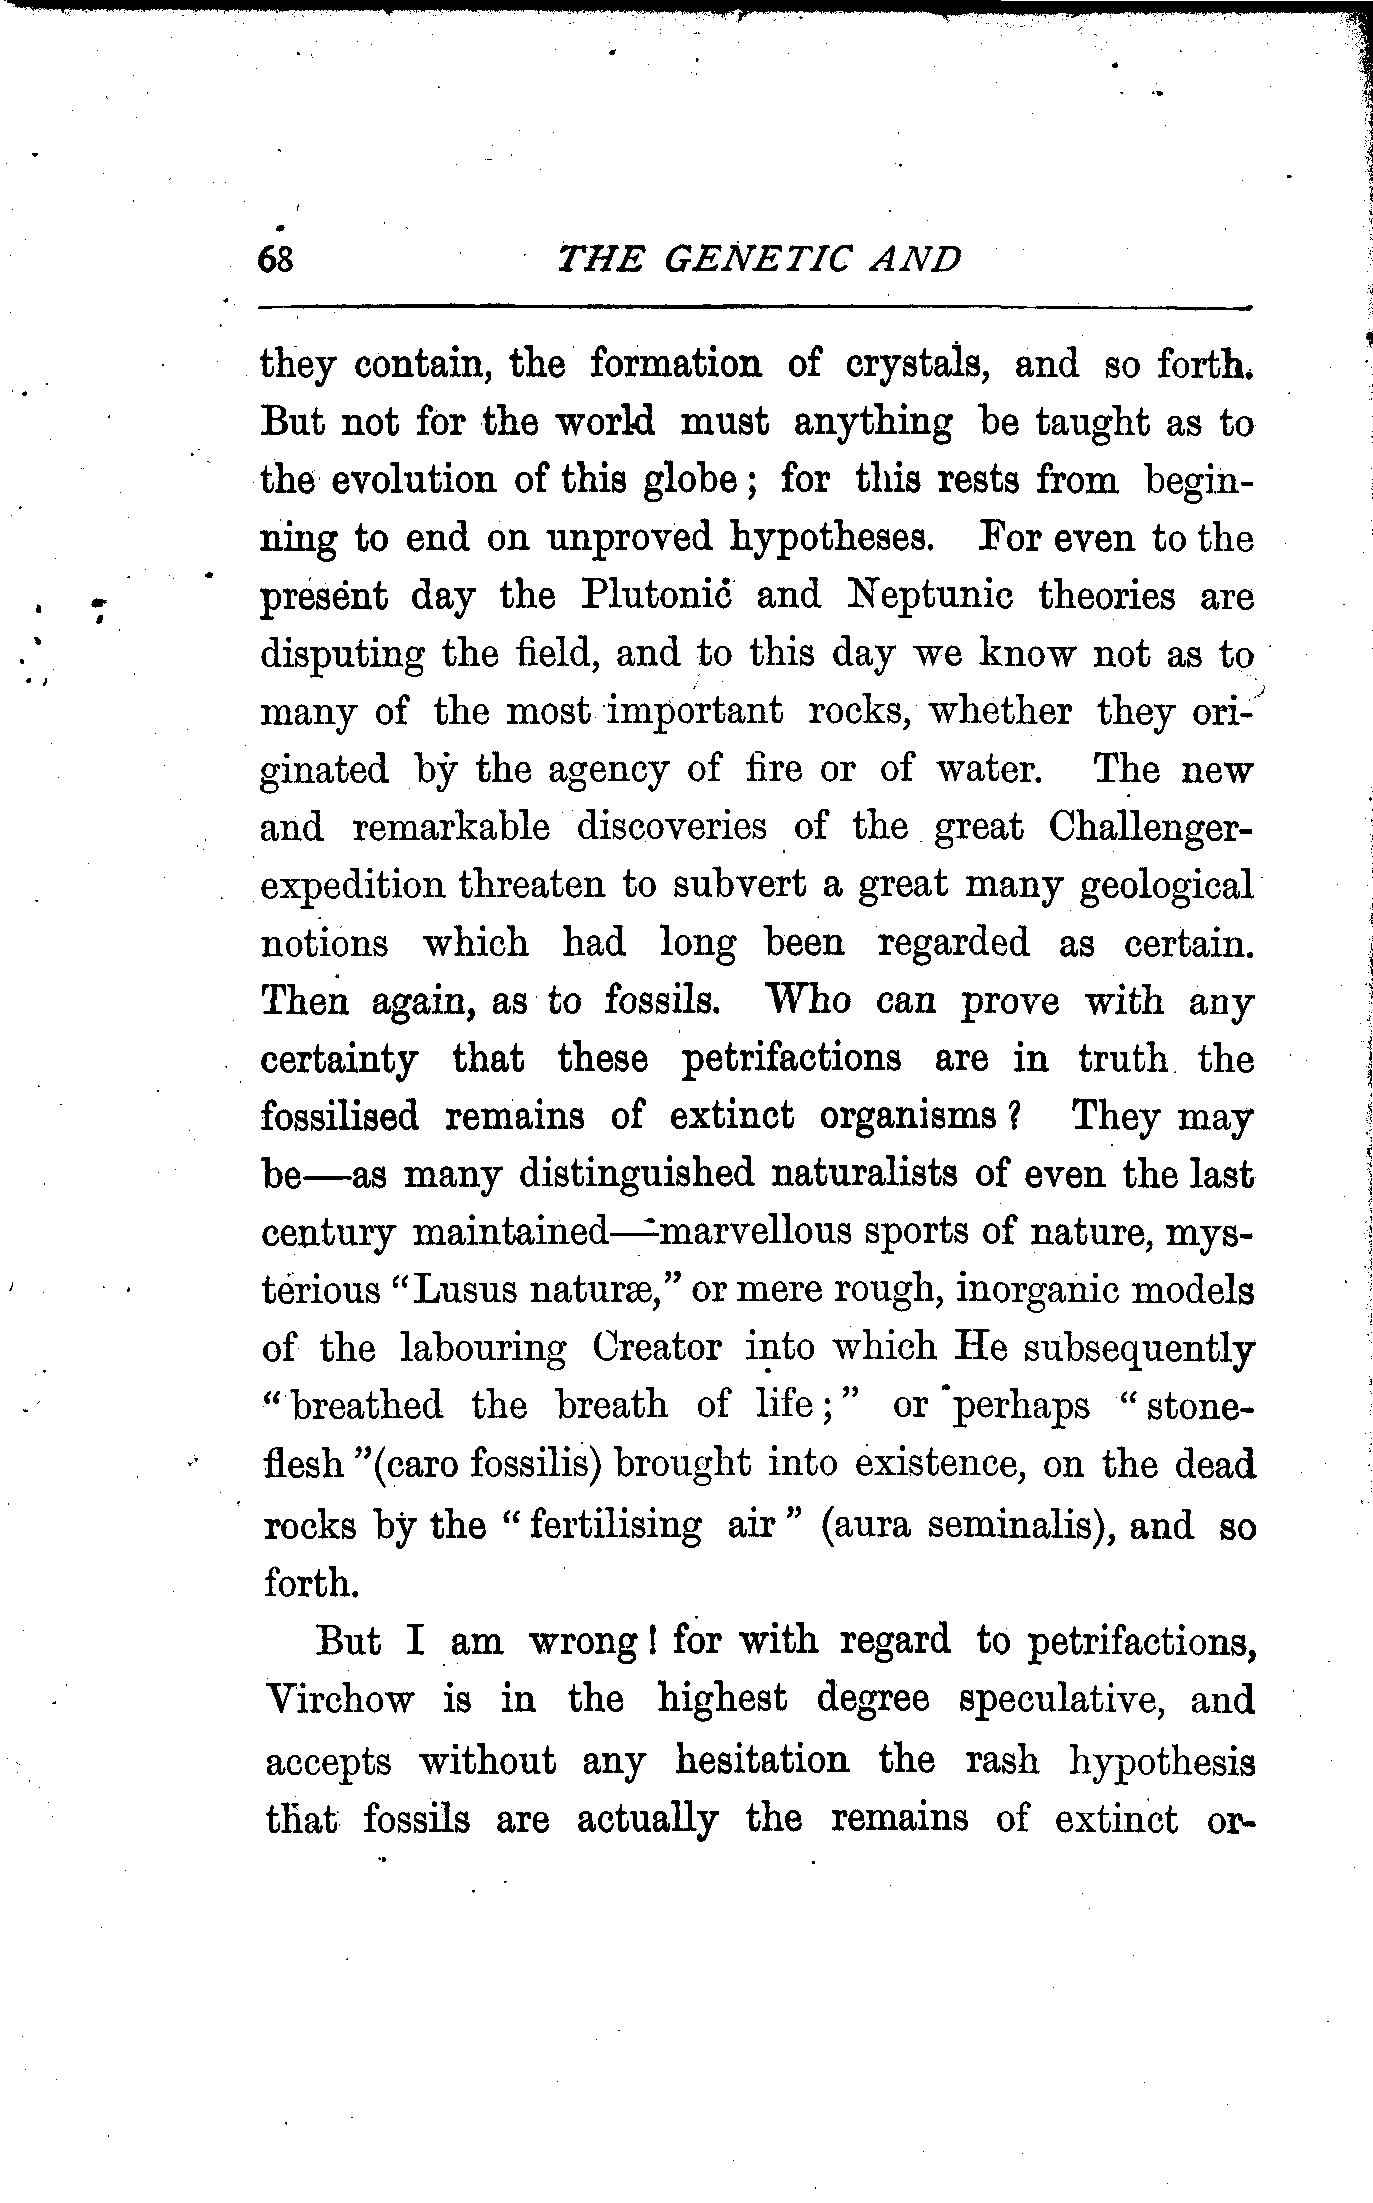 68 THE GENETIC AND
they contain, the formation of crystals, and so forth.
But not for the world must anything be taught as to
the evolution of this globe; for this rests from begin-
ning to end on unproved hypotheses. For even to the
present day the Plutonic and Neptunic theories are
disputing the field, and to this day we know not as to
many of the most important rocks, whether they ori-
ginated by the agency of fire or of water. The new
and remarkable discoveries of the great Challenger-
expedition threaten to subvert a great many geological
notions which had long been regarded as certain.
Then again, as to fossils. Who can prove with any
certainty that these petrifactions are in truth the
fossilised remains of extinct organisms? They may
be—as many distinguished naturalists of even the last
century maintained—marvellous sports of nature, mys-
terious "Lusus naturæ," or mere rough, inorganic models
of the labouring Creator into which He subsequently
"breathed the breath of life;" or perhaps "stone-
flesh"(caro fossilis) brought into existence, on the dead
rocks by the "fertilising air" (aura seminalis), and so
forth.
But I am wrong! for with regard to petrifactions,
Virchow is in the highest degree speculative, and
accepts without any hesitation the rash hypothesis
that fossils are actually the remains of extinct or-